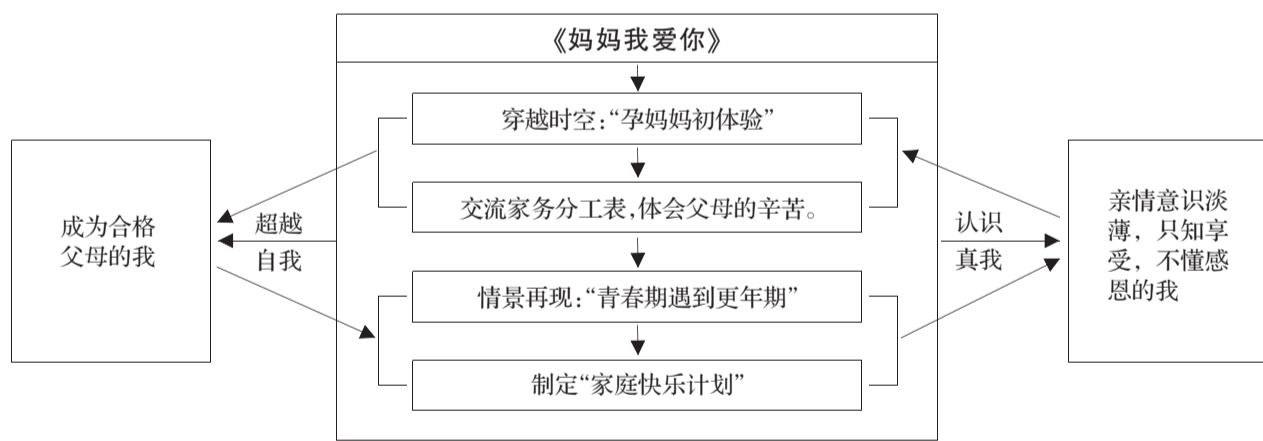 《妈妈我爱你》
穿越时空：“孕妈妈初体验”
交流家务分工表，体会父母的辛苦。
情景再现：“青春期遇到更年期”
制定“家庭快乐计划”
成为合格
父母的我
超越
自我
认识
真我
亲情意识淡
薄，只知享
受，不懂感
恩的我